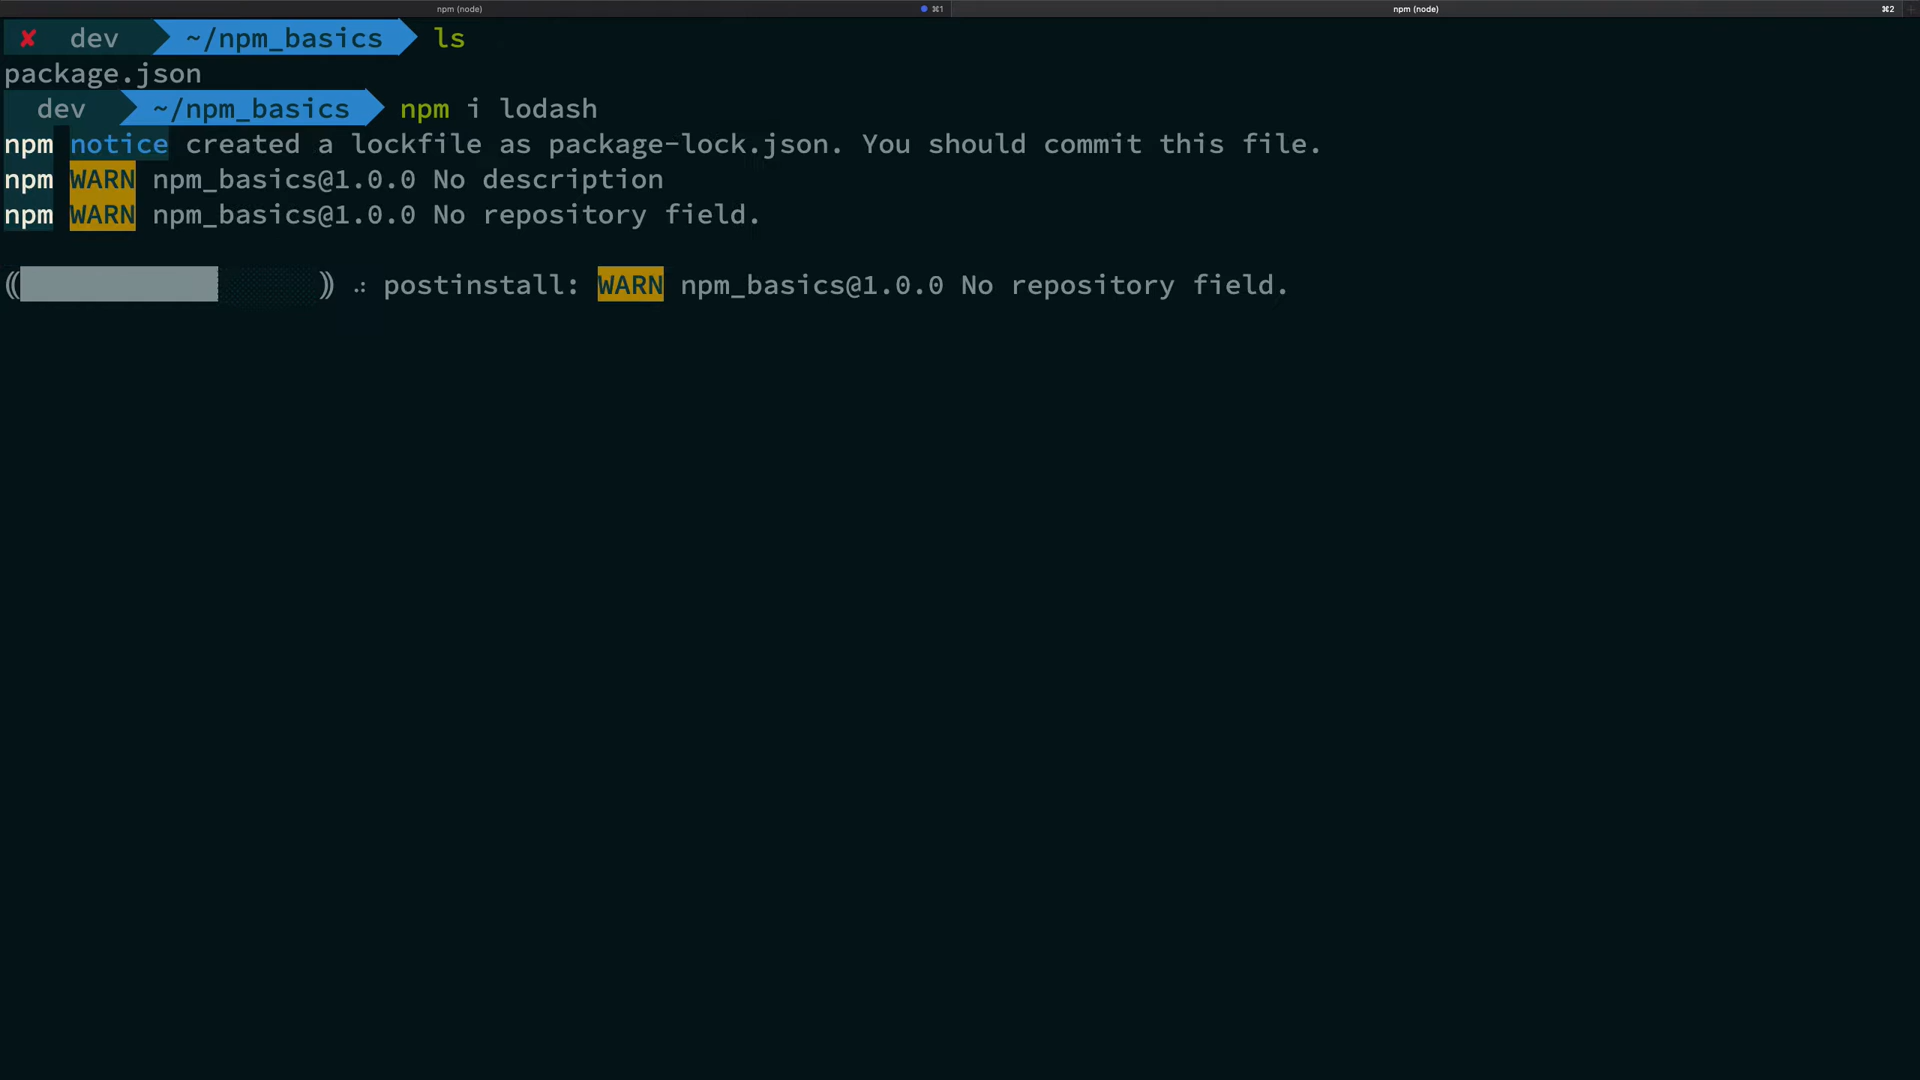 npm (node) ⌘1 npm (node) ⌘2
✘ dev ~/npm_basics ls
package.json
dev ~/npm_basics npm i lodash
npm notice created a lockfile as package-lock.json. You should commit this file.
npm WARN npm_basics@1.0.0 No description
npm WARN npm_basics@1.0.0 No repository field.
⸨ ⸩ ⠴ postinstall: WARN npm_basics@1.0.0 No repository field.